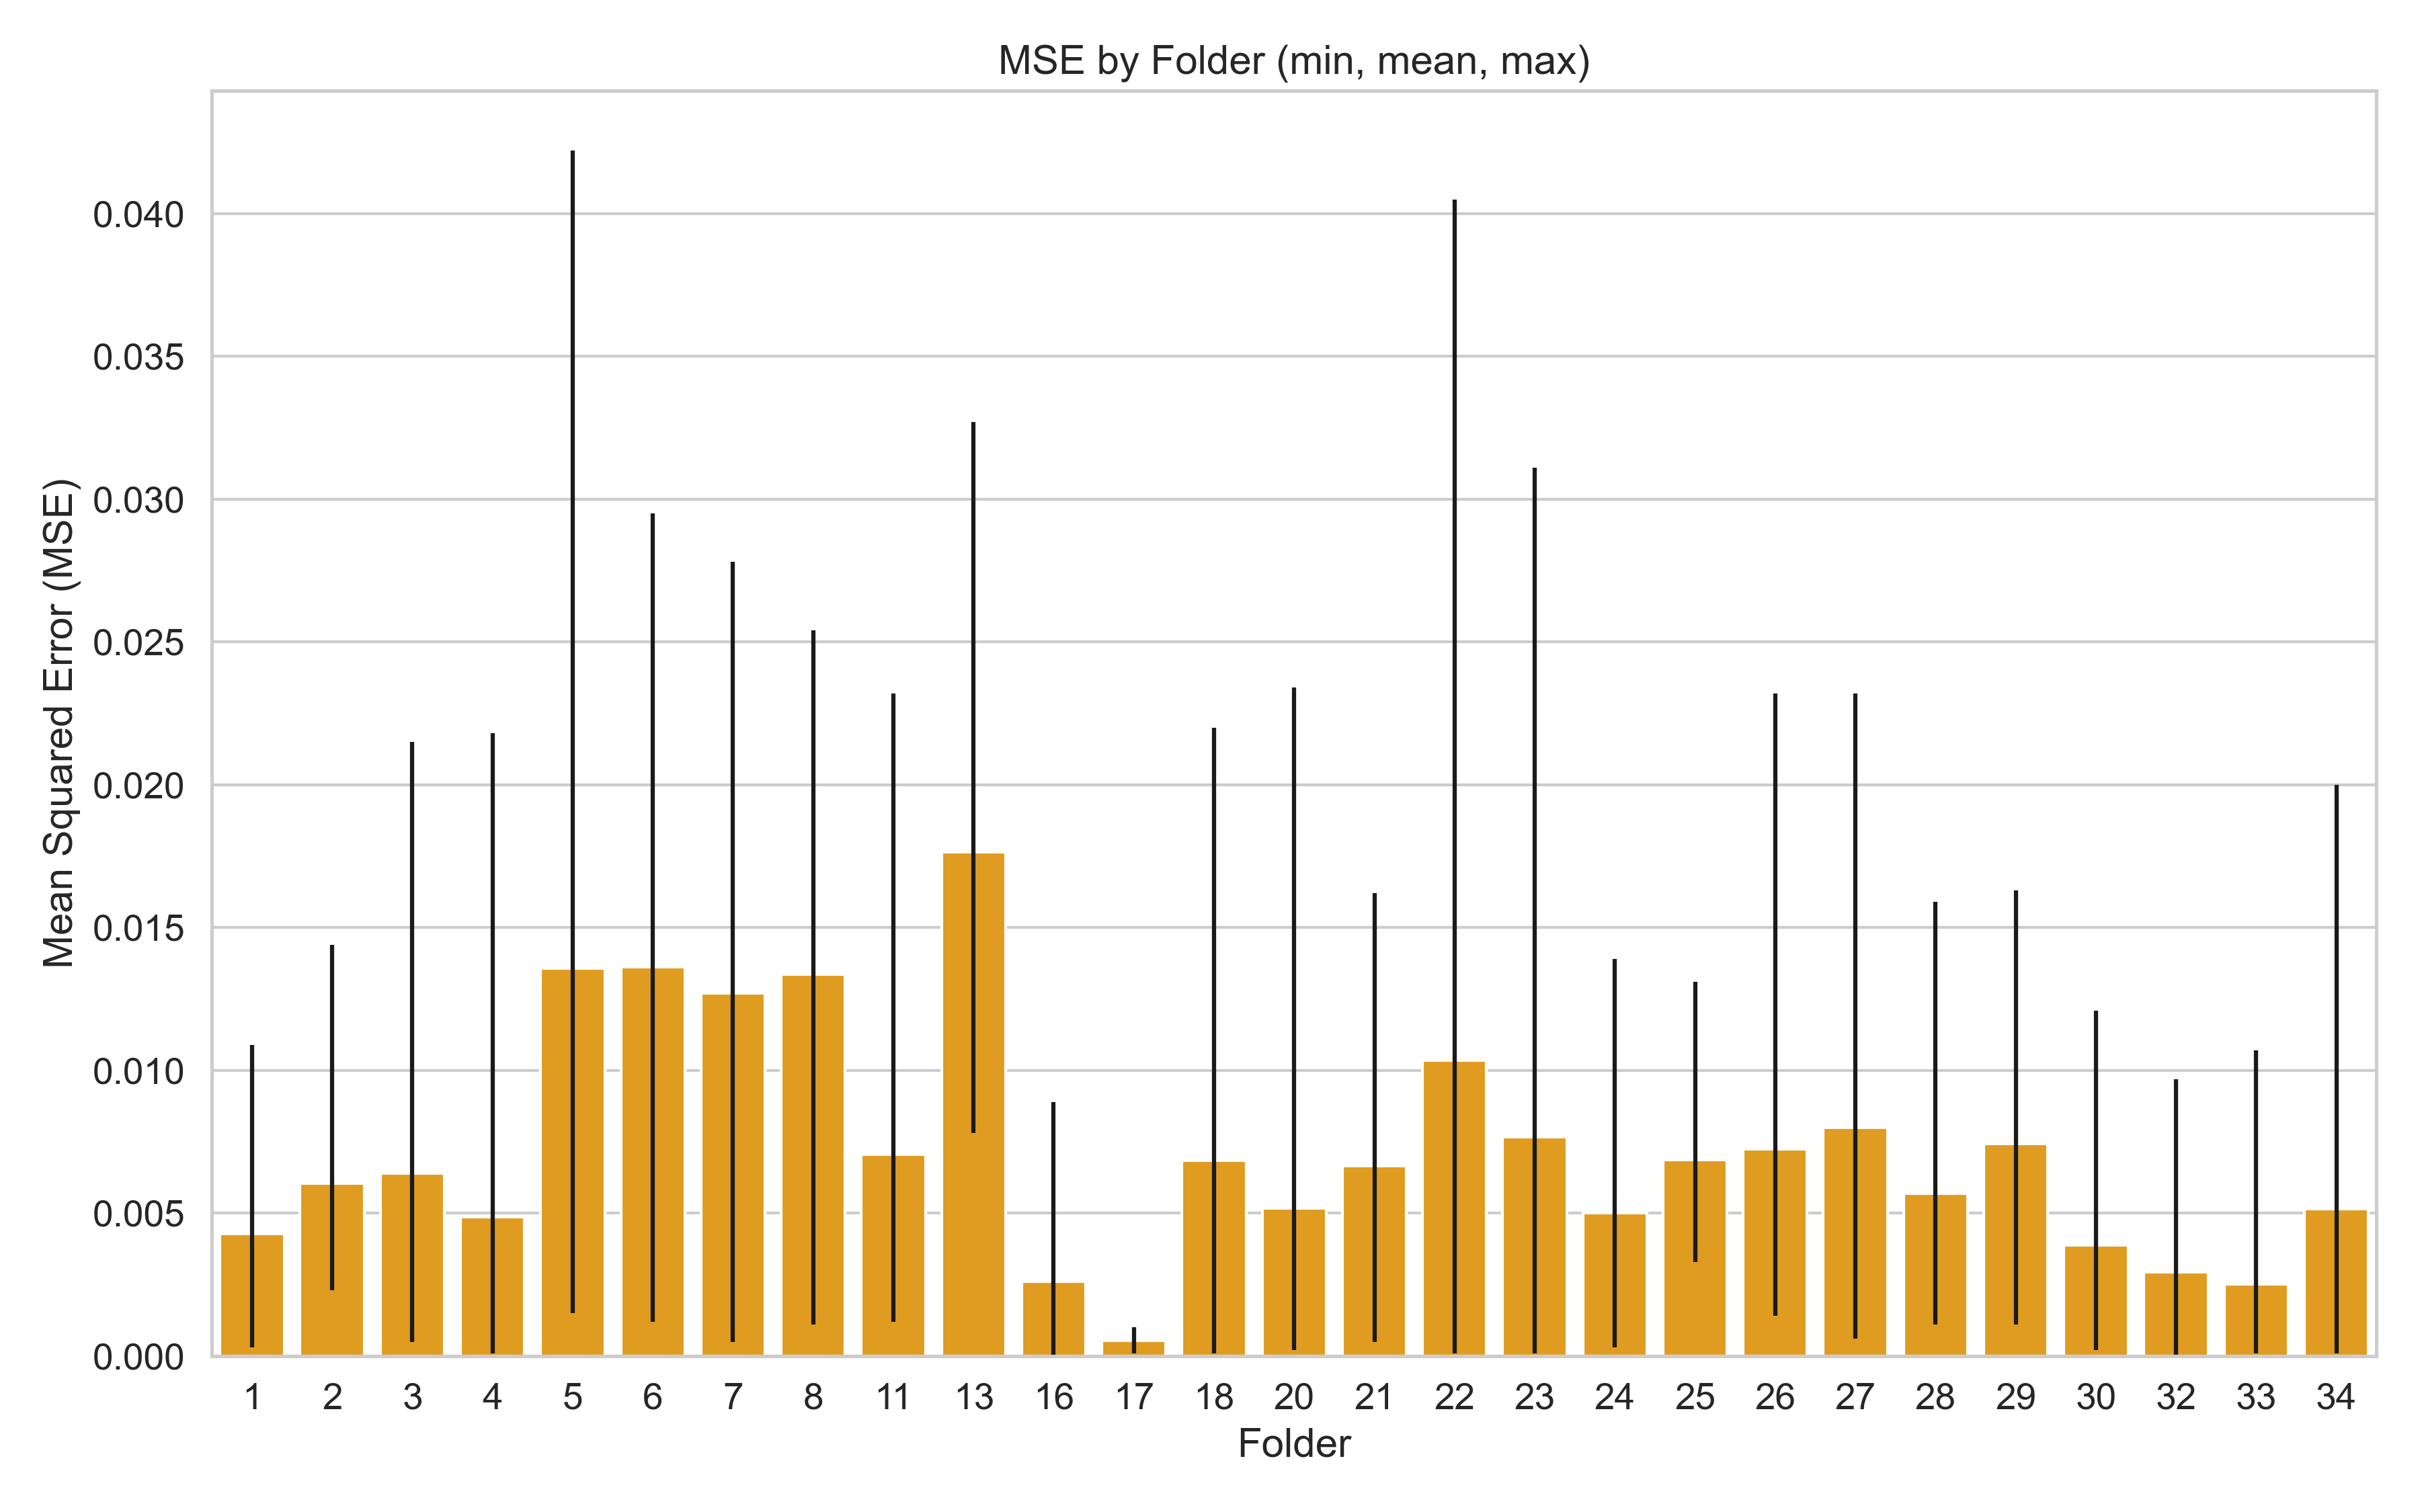 MSE by Folder (min, mean, max)
Mean Squared Error (MSE)
0.040
0.035
0.030
0.025
0.020
0.015
0.010
0.005
0.000
1 2 3 4 5 6 7 8 11 13 16 17 18 20 21 22 23 24 25 26 27 28 29 30 32 33 34
Folder